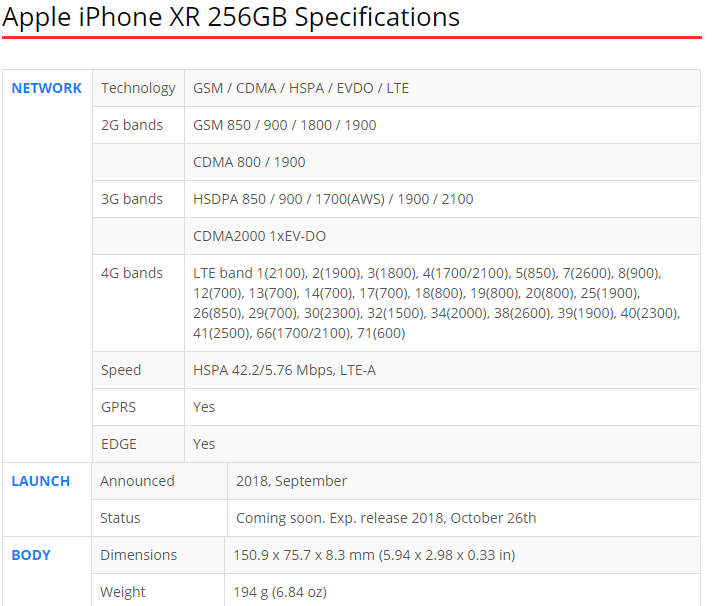 Apple iPhone XR 256GB Specifications
NETWORK Technology GSM / CDMA / HSPA / EVDO / LTE
2G bands GSM 850 / 900 / 1800 / 1900
CDMA 800 / 1900
3G bands HSDPA 850 / 900 / 1700(AWS) / 1900 / 2100
CDMA2000 1xEV-DO
4G bands LTE band 1(2100), 2(1900), 3(1800), 4(1700/2100), 5(850), 7(2600), 8(900),
12(700), 13(700), 14(700), 17(700), 18(800), 19(800), 20(800), 25(1900),
26(850), 29(700), 30(2300), 32(1500), 34(2000), 38(2600), 39(1900), 40(2300),
41(2500), 66(1700/2100), 71(600)
Speed HSPA 42.2/5.76 Mbps, LTE-A
GPRS Yes
EDGE Yes
LAUNCH Announced 2018, September
Status Coming soon. Exp. release 2018, October 26th
BODY Dimensions 150.9 x 75.7 x 8.3 mm (5.94 x 2.98 x 0.33 in)
Weight 194 g (6.84 oz)